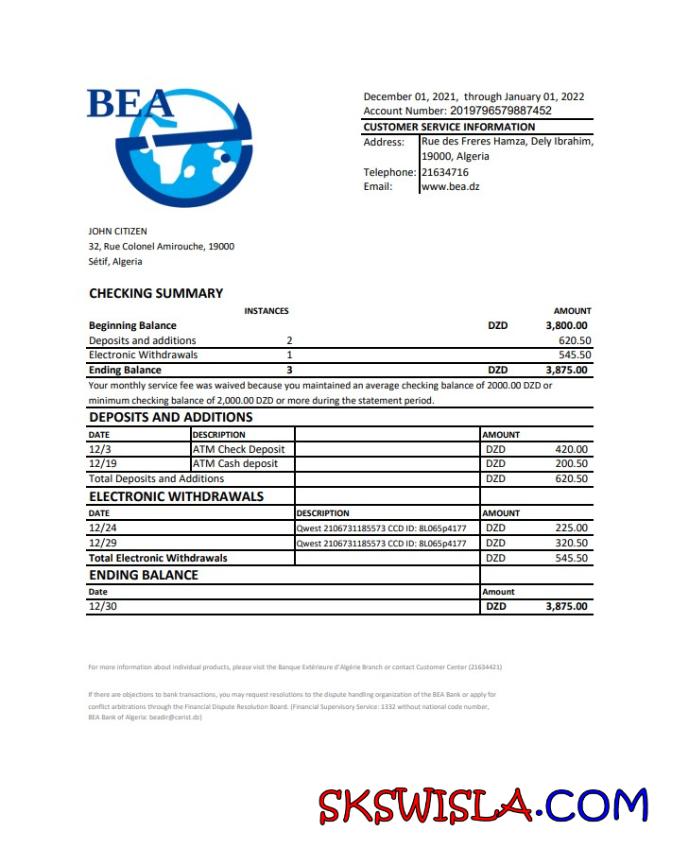 BEA
December 01, 2021, through January 01, 2022
Account Number: 2019796579887452
CUSTOMER SERVICE INFORMATION
Address: Rue des Freres Hamza, Dely Ibrahim,
19000, Algeria
Telephone: 21634716
Email: www.bea.dz
JOHN CITIZEN
32, Rue Colonel Amirouche, 19000
Sétif, Algeria
CHECKING SUMMARY
INSTANCES AMOUNT
Beginning Balance DZD 3,800.00
Deposits and additions 2 620.50
Electronic Withdrawals 1 545.50
Ending Balance 3 DZD 3,875.00
Your monthly service fee was waived because you maintained an average checking balance of 2000.00 DZD or
minimum checking balance of 2,000.00 DZD or more during the statement period.
DEPOSITS AND ADDITIONS
DATE DESCRIPTION AMOUNT
12/3 ATM Check Deposit DZD 420.00
12/19 ATM Cash deposit DZD 200.50
Total Deposits and Additions DZD 620.50
ELECTRONIC WITHDRAWALS
DATE DESCRIPTION AMOUNT
12/24 Qwest 2106731185573 CCD ID: 8L065p4177 DZD 225.00
12/29 Qwest 2106731185573 CCD ID: 8L065p4177 DZD 320.50
Total Electronic Withdrawals DZD 545.50
ENDING BALANCE
Date Amount
12/30 DZD 3,875.00
For more information about individual products, please visit the Banque Extérieure d'Algérie Branch or contact Customer Center (21634421)
If there are objections to bank transactions, you may request resolutions to the dispute handling organization of the BEA Bank or apply for
conflict arbitrations through the Financial Dispute Resolution Board. (Financial Supervisory Service: 1332 without national code number,
BEA Bank of Algeria: beadir@cerist.dz)
SKSWISLA.COM